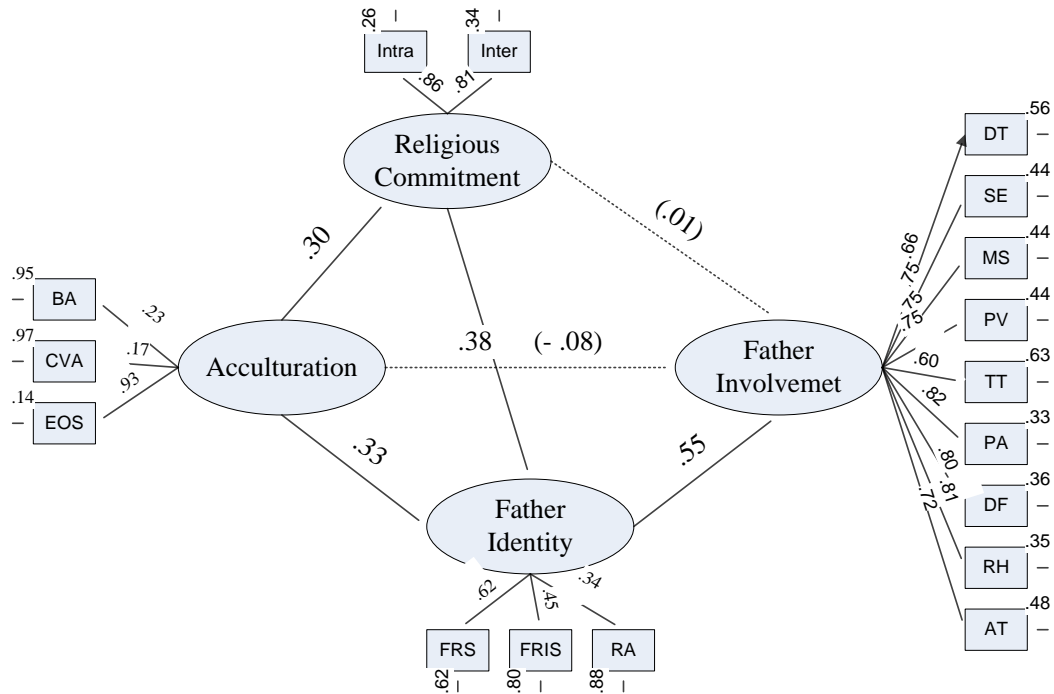 .26
.34
Intra
Inter
.86
.81
Religious
Commitment
.56
DT
.44
SE
.44
MS
.44
PV
.63
TT
.33
PA
.36
DF
.35
RH
.48
AT
.66
.75
.75
.75
.60
.82
.80
.81
.72
(.01)
.30
.95
BA
.97
CVA
.14
EOS
.23
.17
.93
Acculturation
.38
(- .08)
Father
Involvemet
.33
.55
Father
Identity
.62
.45
.34
FRS
FRIS
RA
.62
.80
.88